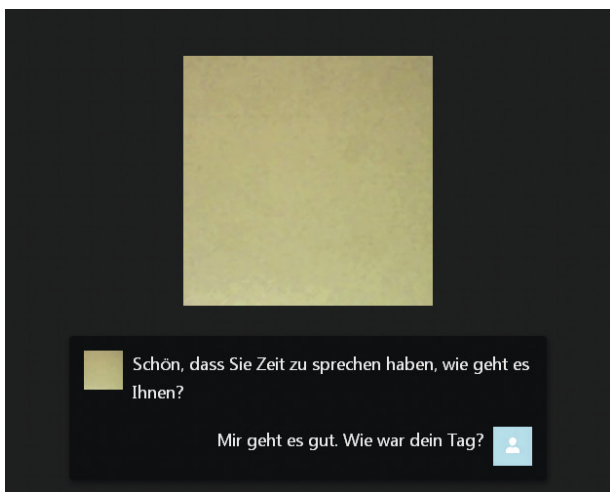 Schön, dass Sie Zeit zu sprechen haben, wie geht es
Ihnen?
Mir geht es gut. Wie war dein Tag?